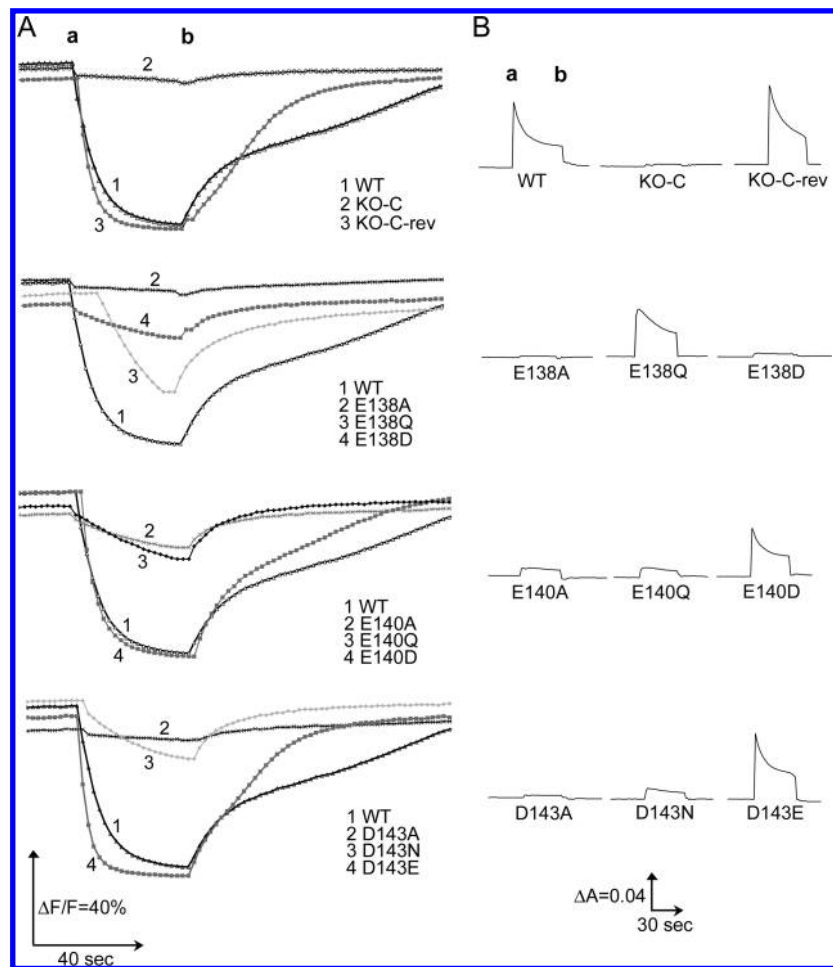 A
a b
2
1
3
1 WT
2 KO-C
3 KO-C-rev
2
4
3
1
1 WT
2 E138A
3 E138Q
4 E138D
2
3
1
4
1 WT
2 E140A
3 E140Q
4 E140D
2
3
1
4
1 WT
2 D143A
3 D143N
4 D143E
ΔF/F=40%
40 sec
B
a b
WT KO-C KO-C-rev
E138A E138Q E138D
E140A E140Q E140D
D143A D143N D143E
ΔA=0.04
30 sec